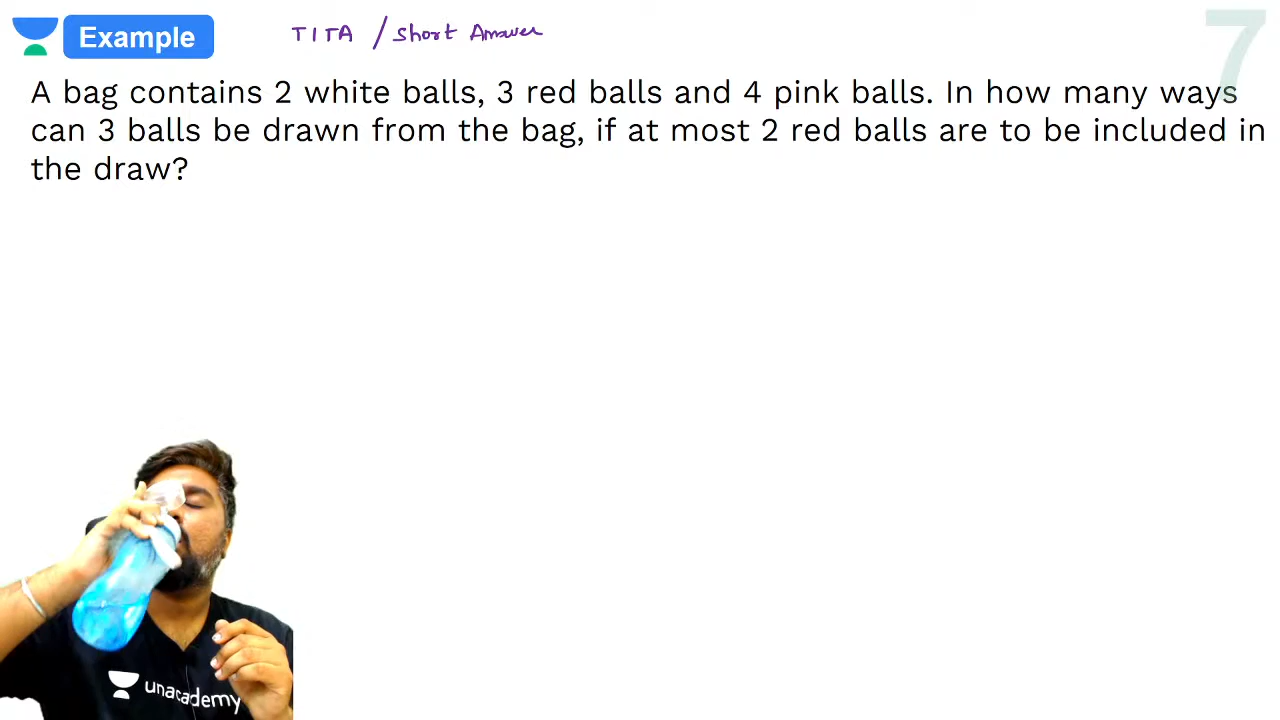 Example
TITA / Short Answer
7
A bag contains 2 white balls, 3 red balls and 4 pink balls. In how many ways
can 3 balls be drawn from the bag, if at most 2 red balls are to be included in
the draw?
unacademy